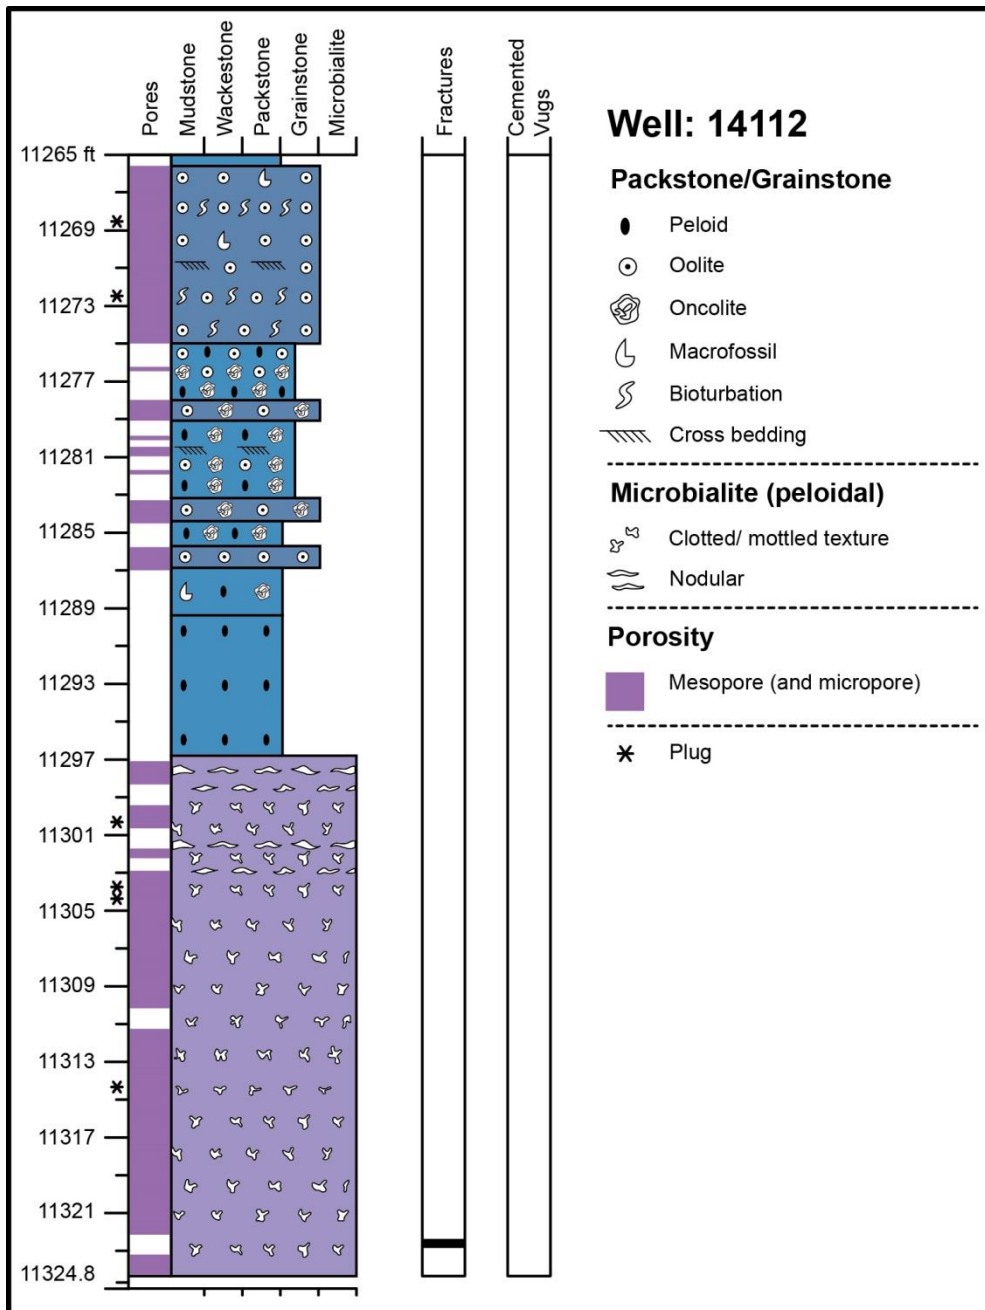 Pores
Mudstone
Wackestone
Packstone
Grainstone
Microbialite
Fractures
Cemented
Vugs
11265 ft
11269
11273
11277
11281
11285
11289
11293
11297
11301
11305
11309
11313
11317
11321
11324.8
Well: 14112
Packstone/Grainstone
Peloid
Oolite
Oncolite
Macrofossil
Bioturbation
Cross bedding
Microbialite (peloidal)
Clotted/ mottled texture
Nodular
Porosity
Mesopore (and micropore)
Plug